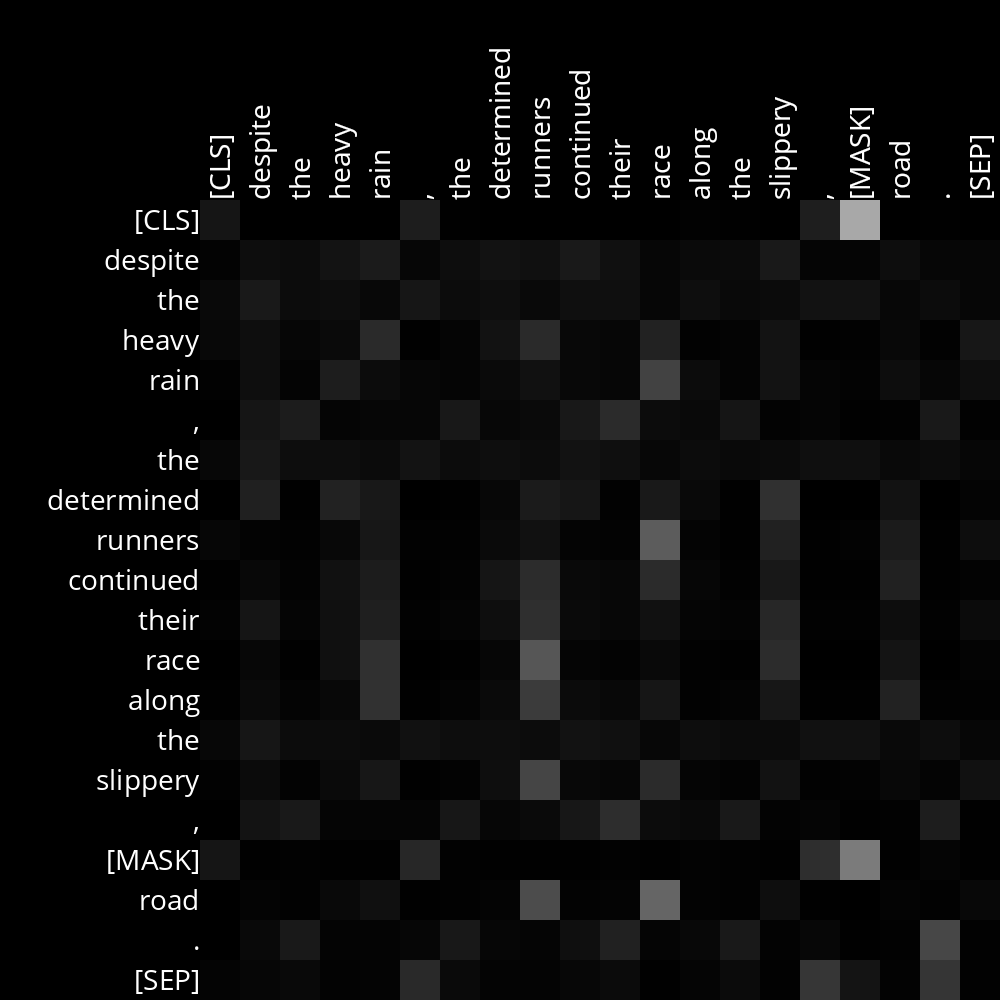 [CLS] despite the heavy rain , the determined runners continued their race along the slippery , [MASK] road . [SEP]
[CLS]
despite
the
heavy
rain
,
the
determined
runners
continued
their
race
along
the
slippery
,
[MASK]
road
.
[SEP]